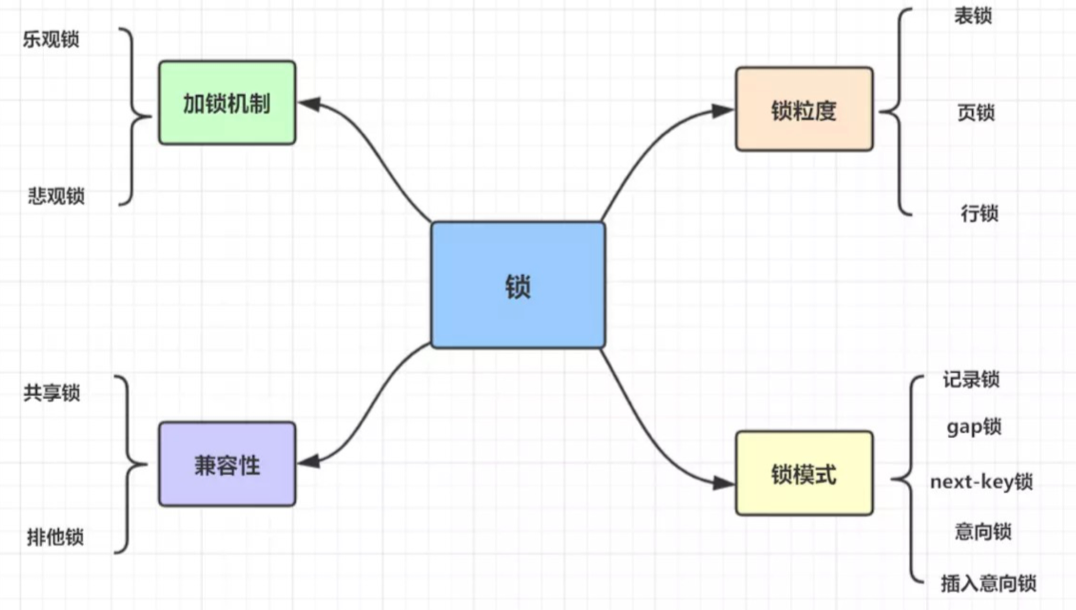 乐观锁
加锁机制
悲观锁
表锁
锁粒度
页锁
行锁
锁
共享锁
兼容性
排他锁
记录锁
gap锁
锁模式
next-key锁
意向锁
插入意向锁